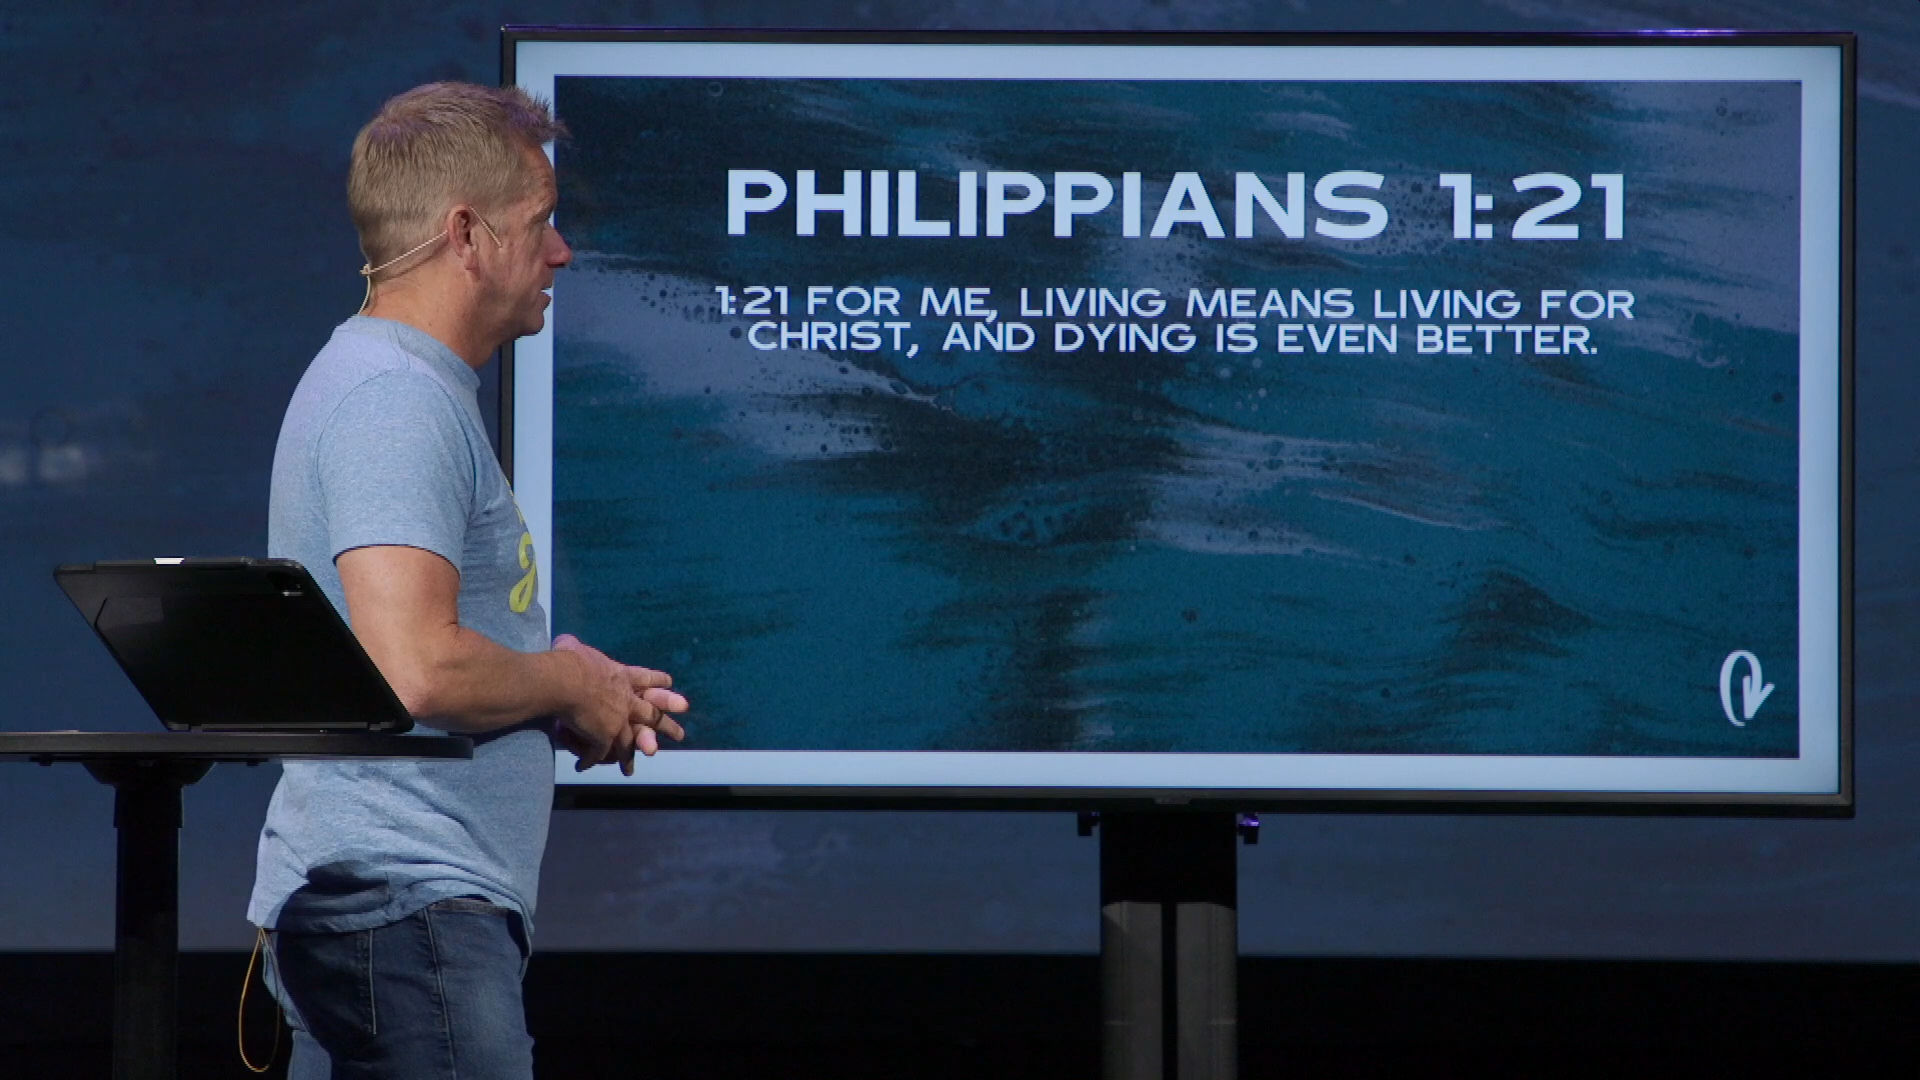 PHILIPPIANS 1:21
1:21 FOR ME, LIVING MEANS LIVING FOR
CHRIST, AND DYING IS EVEN BETTER.